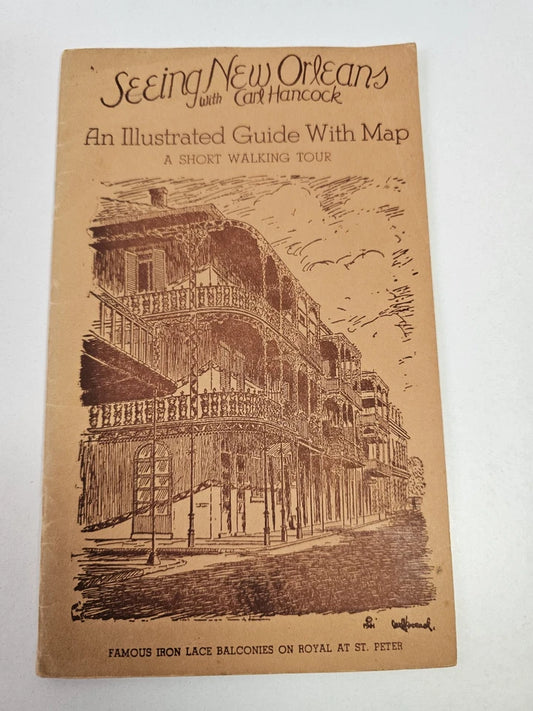 Seeing New Orleans
with Carl Hancock
An Illustrated Guide With Map
A SHORT WALKING TOUR
FAMOUS IRON LACE BALCONIES ON ROYAL AT ST. PETER